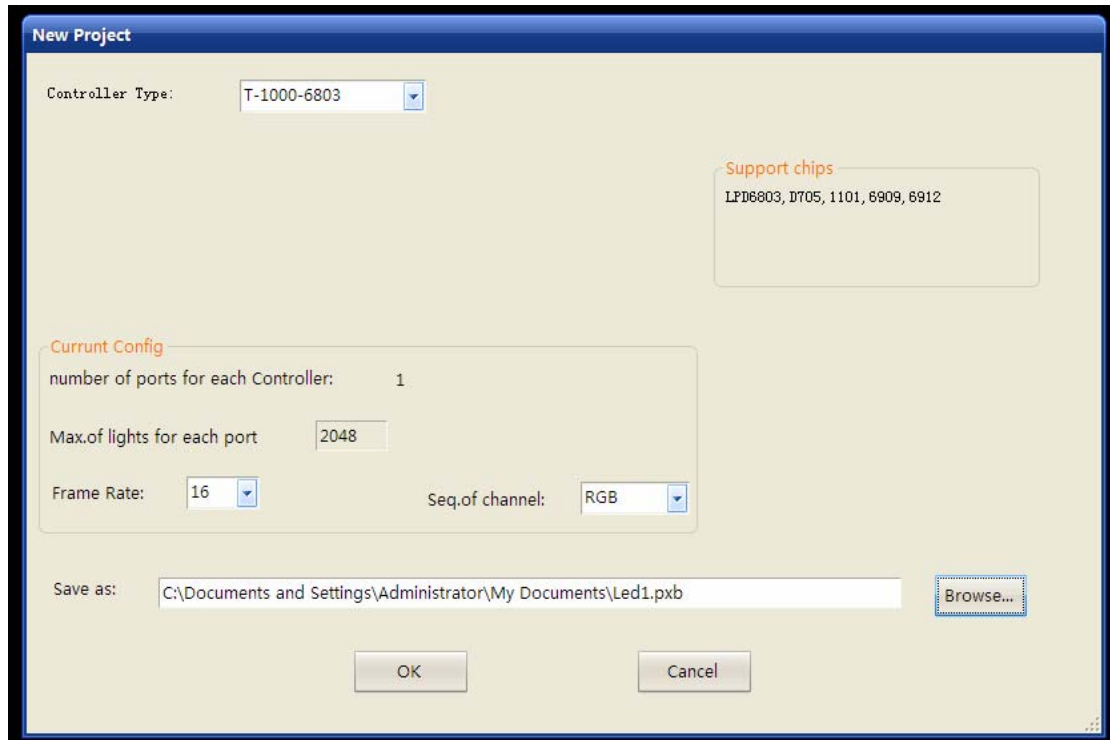 New Project
Controller Type: T-1000-6803
Support chips
LPD6803, D705, 1101, 6909, 6912
Currunt Config
number of ports for each Controller: 1
Max.of lights for each port 2048
Frame Rate: 16 Seq.of channel: RGB
Save as: C:\Documents and Settings\Administrator\My Documents\Led1.pxb Browse...
OK Cancel